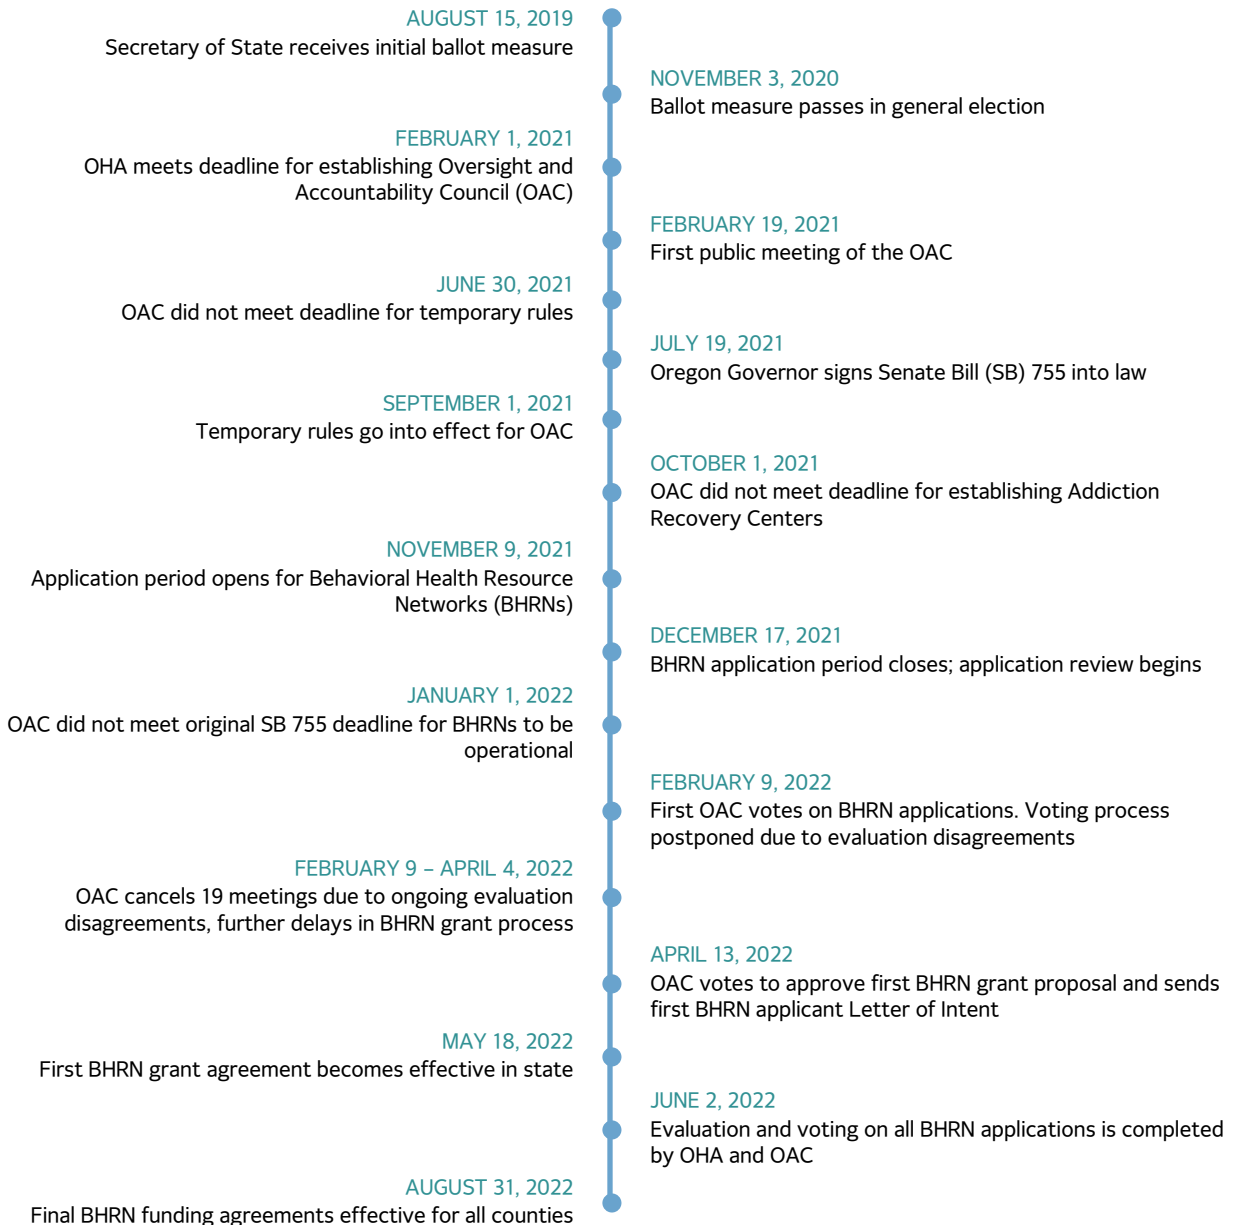 AUGUST 15, 2019
Secretary of State receives initial ballot measure
NOVEMBER 3, 2020
Ballot measure passes in general election
FEBRUARY 1, 2021
OHA meets deadline for establishing Oversight and
Accountability Council (OAC)
FEBRUARY 19, 2021
First public meeting of the OAC
JUNE 30, 2021
OAC did not meet deadline for temporary rules
JULY 19, 2021
Oregon Governor signs Senate Bill (SB) 755 into law
SEPTEMBER 1, 2021
Temporary rules go into effect for OAC
OCTOBER 1, 2021
OAC did not meet deadline for establishing Addiction
Recovery Centers
NOVEMBER 9, 2021
Application period opens for Behavioral Health Resource
Networks (BHRNs)
DECEMBER 17, 2021
BHRN application period closes; application review begins
JANUARY 1, 2022
OAC did not meet original SB 755 deadline for BHRNs to be
operational
FEBRUARY 9, 2022
First OAC votes on BHRN applications. Voting process
postponed due to evaluation disagreements
FEBRUARY 9 – APRIL 4, 2022
OAC cancels 19 meetings due to ongoing evaluation
disagreements, further delays in BHRN grant process
APRIL 13, 2022
OAC votes to approve first BHRN grant proposal and sends
first BHRN applicant Letter of Intent
MAY 18, 2022
First BHRN grant agreement becomes effective in state
JUNE 2, 2022
Evaluation and voting on all BHRN applications is completed
by OHA and OAC
AUGUST 31, 2022
Final BHRN funding agreements effective for all counties